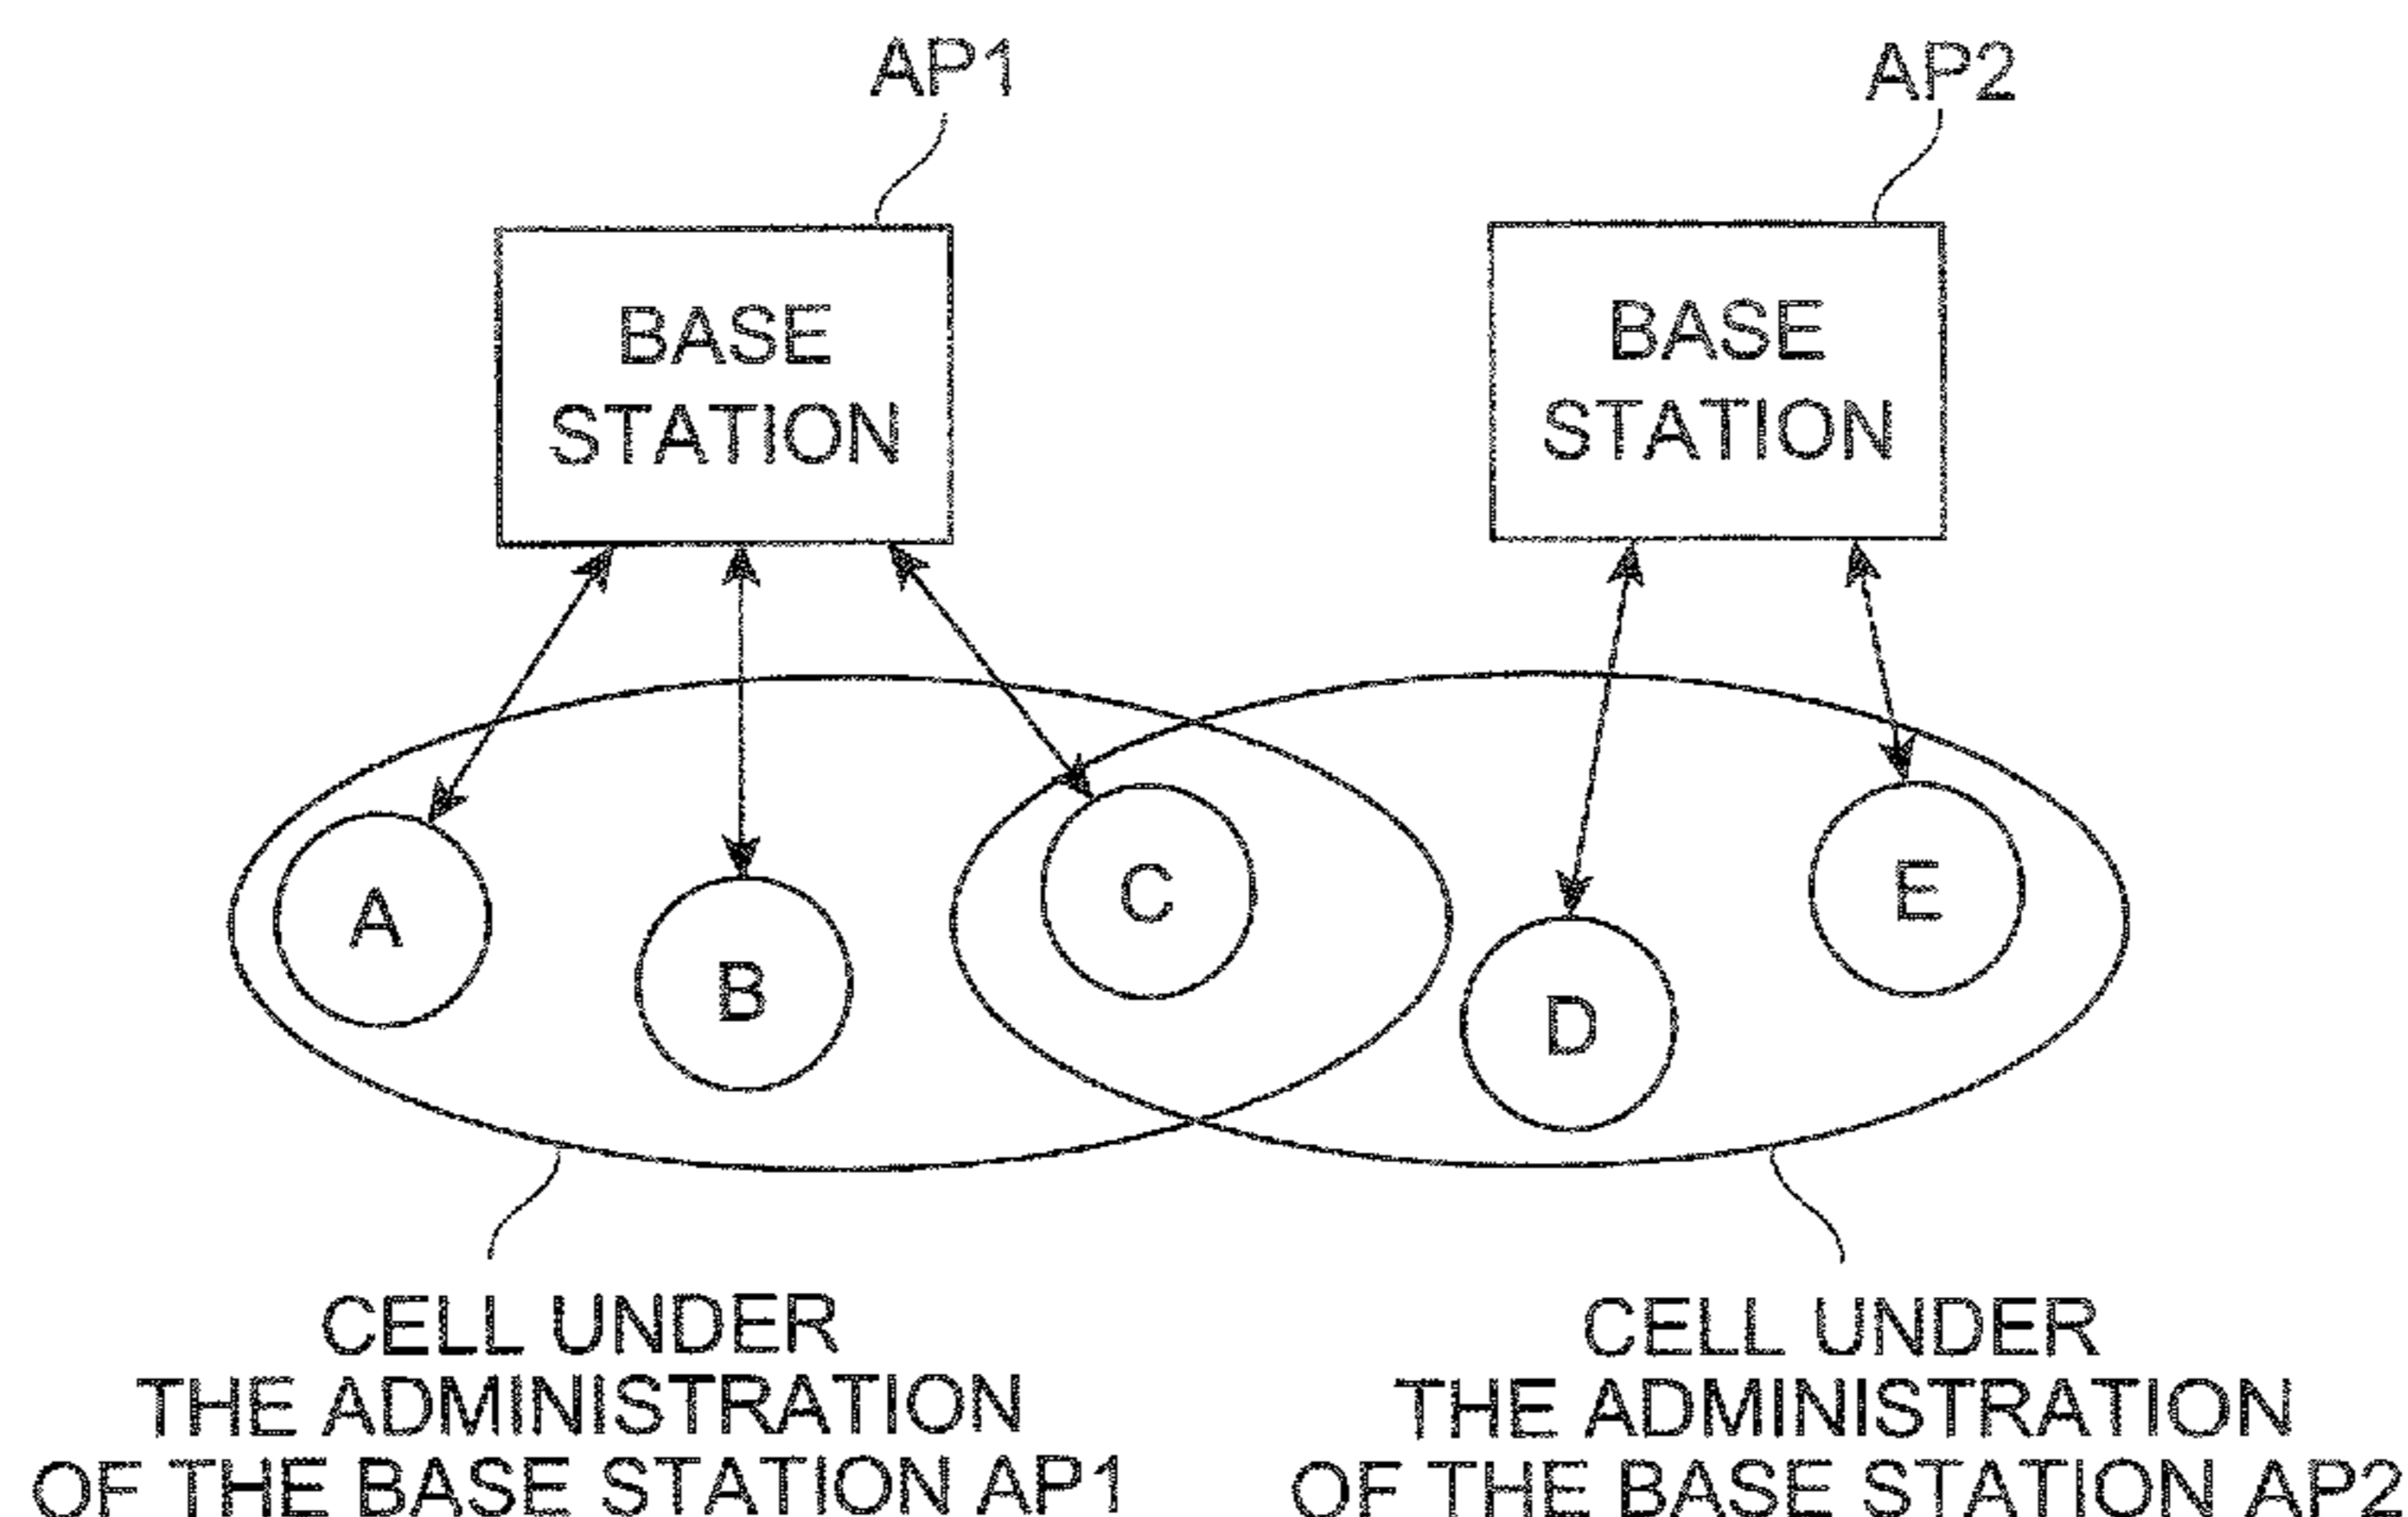 AP1
AP2
BASE
STATION
BASE
STATION
A
B
C
D
E
CELL UNDER
THE ADMINISTRATION
OF THE BASE STATION AP1
CELL UNDER
THE ADMINISTRATION
OF THE BASE STATION AP2